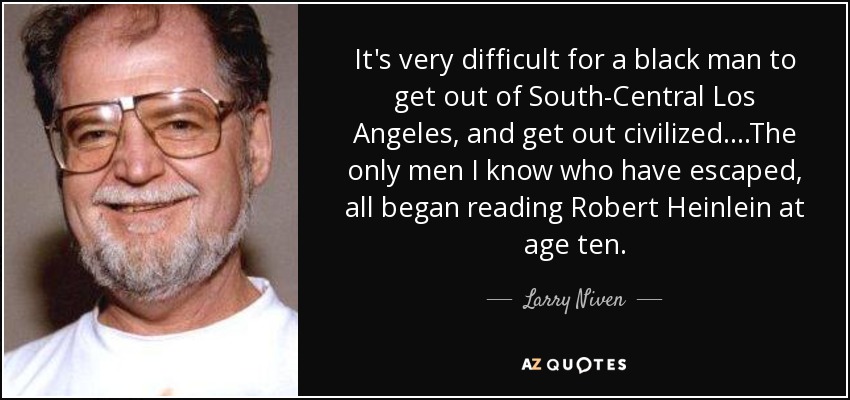 It's very difficult for a black man to
get out of South-Central Los
Angeles, and get out civilized....The
only men I know who have escaped,
all began reading Robert Heinlein at
age ten.
Larry Niven
AZ QUOTES